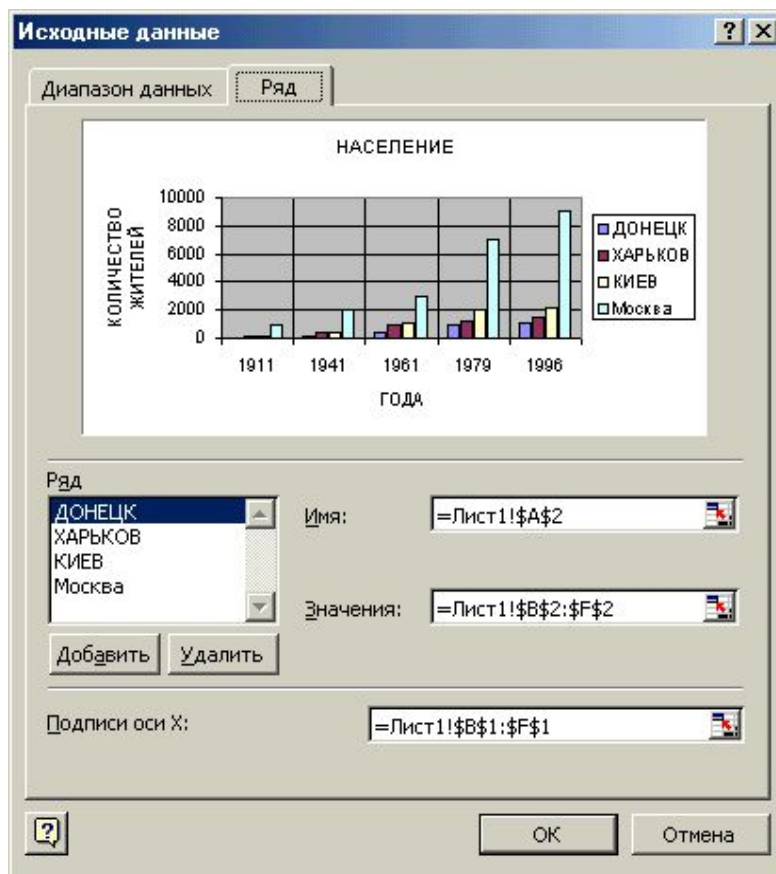 Исходные данные
Диапазон данных Ряд
НАСЕЛЕНИЕ
КОЛИЧЕСТВО
ЖИТЕЛЕЙ
10000
8000
6000
4000
2000
0
1911 1941 1961 1979 1996
ГОДА
ДОНЕЦК
ХАРЬКОВ
КИЕВ
Москва
Ряд
ДОНЕЦК
ХАРЬКОВ
КИЕВ
Москва
Имя: =Лист1!$A$2
Значения: =Лист1!$B$2:$F$2
Добавить Удалить
Подписи оси X: =Лист1!$B$1:$F$1
ОК Отмена